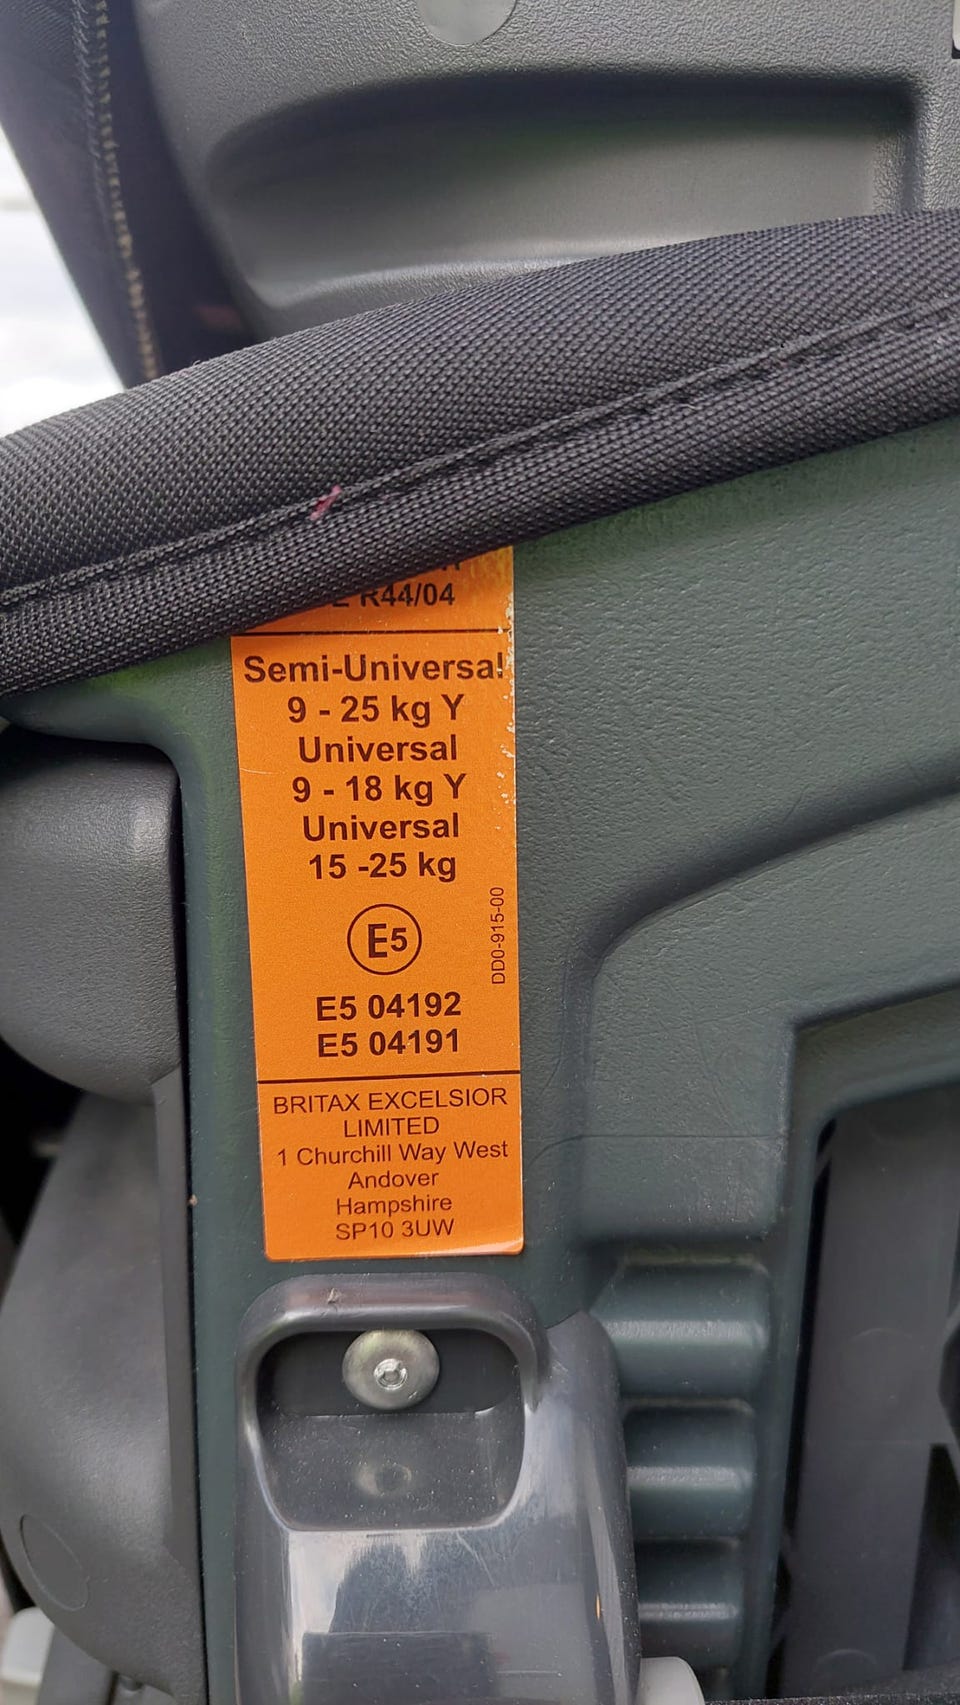 R44/04
Semi-Universal
9 - 25 kg Y
Universal
9 - 18 kg Y
Universal
15 -25 kg
E5
DD0-915-00
E5 04192
E5 04191
BRITAX EXCELSIOR
LIMITED
1 Churchill Way West
Andover
Hampshire
SP10 3UW